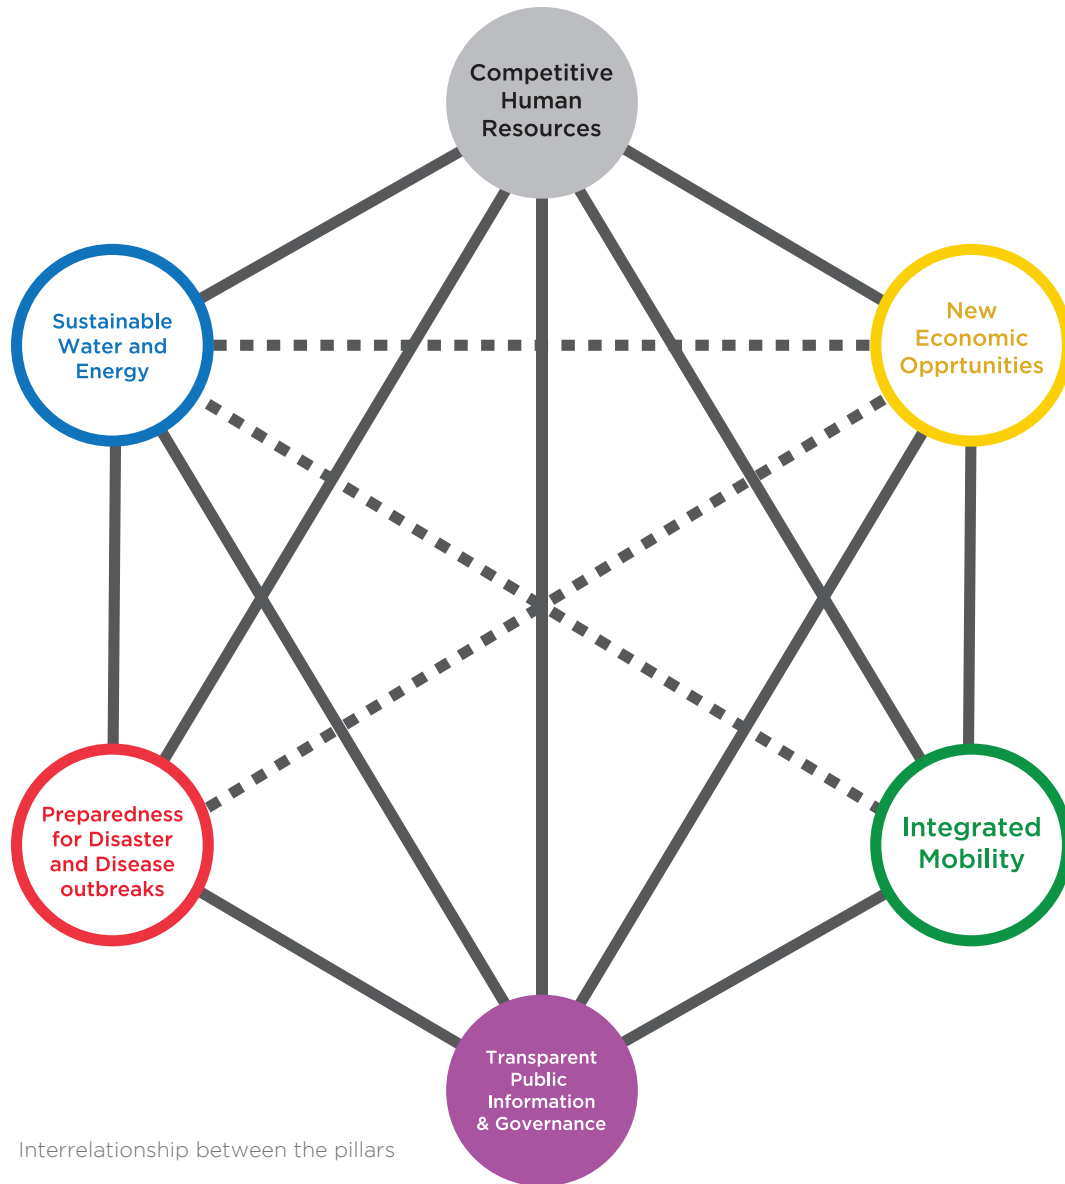 Competitive
Human
Resources
Sustainable
Water and
Energy
New
Economic
Opprtunities
Preparedness
for Disaster
and Disease
outbreaks
Integrated
Mobility
Transparent
Public
Information
& Governance
Interrelationship between the pillars